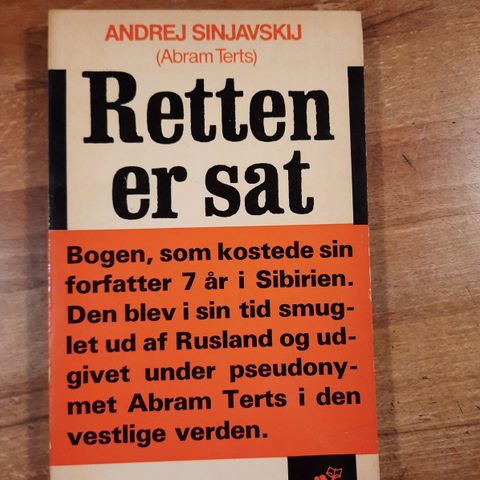 ANDREJ SINJAVSKIJ
(Abram Terts)
Retten
er sat
Bogen, som kostede sin
forfatter 7 år i Sibirien.
Den blev i sin tid smug-
let ud af Rusland og ud-
givet under pseudony-
met Abram Terts i den
vestlige verden.